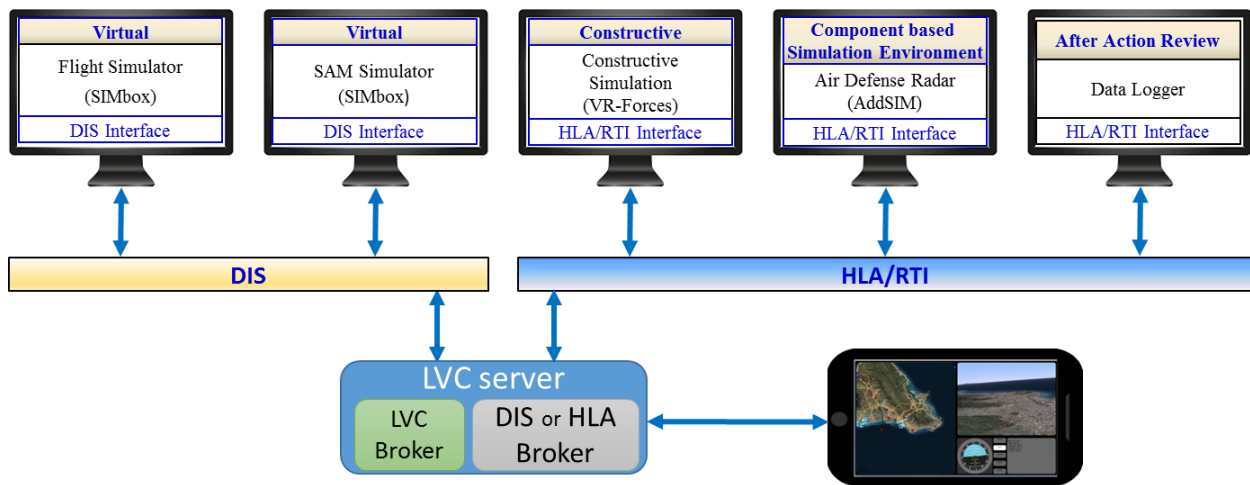 Virtual
Flight Simulator
(SIMbox)
DIS Interface
Virtual
SAM Simulator
(SIMbox)
DIS Interface
Constructive
Constructive
Simulation
(VR-Forces)
HLA/RTI Interface
Component based
Simulation Environment
Air Defense Radar
(AddSIM)
HLA/RTI Interface
After Action Review
Data Logger
HLA/RTI Interface
DIS
HLA/RTI
LVC server
LVC
Broker
DIS or HLA
Broker